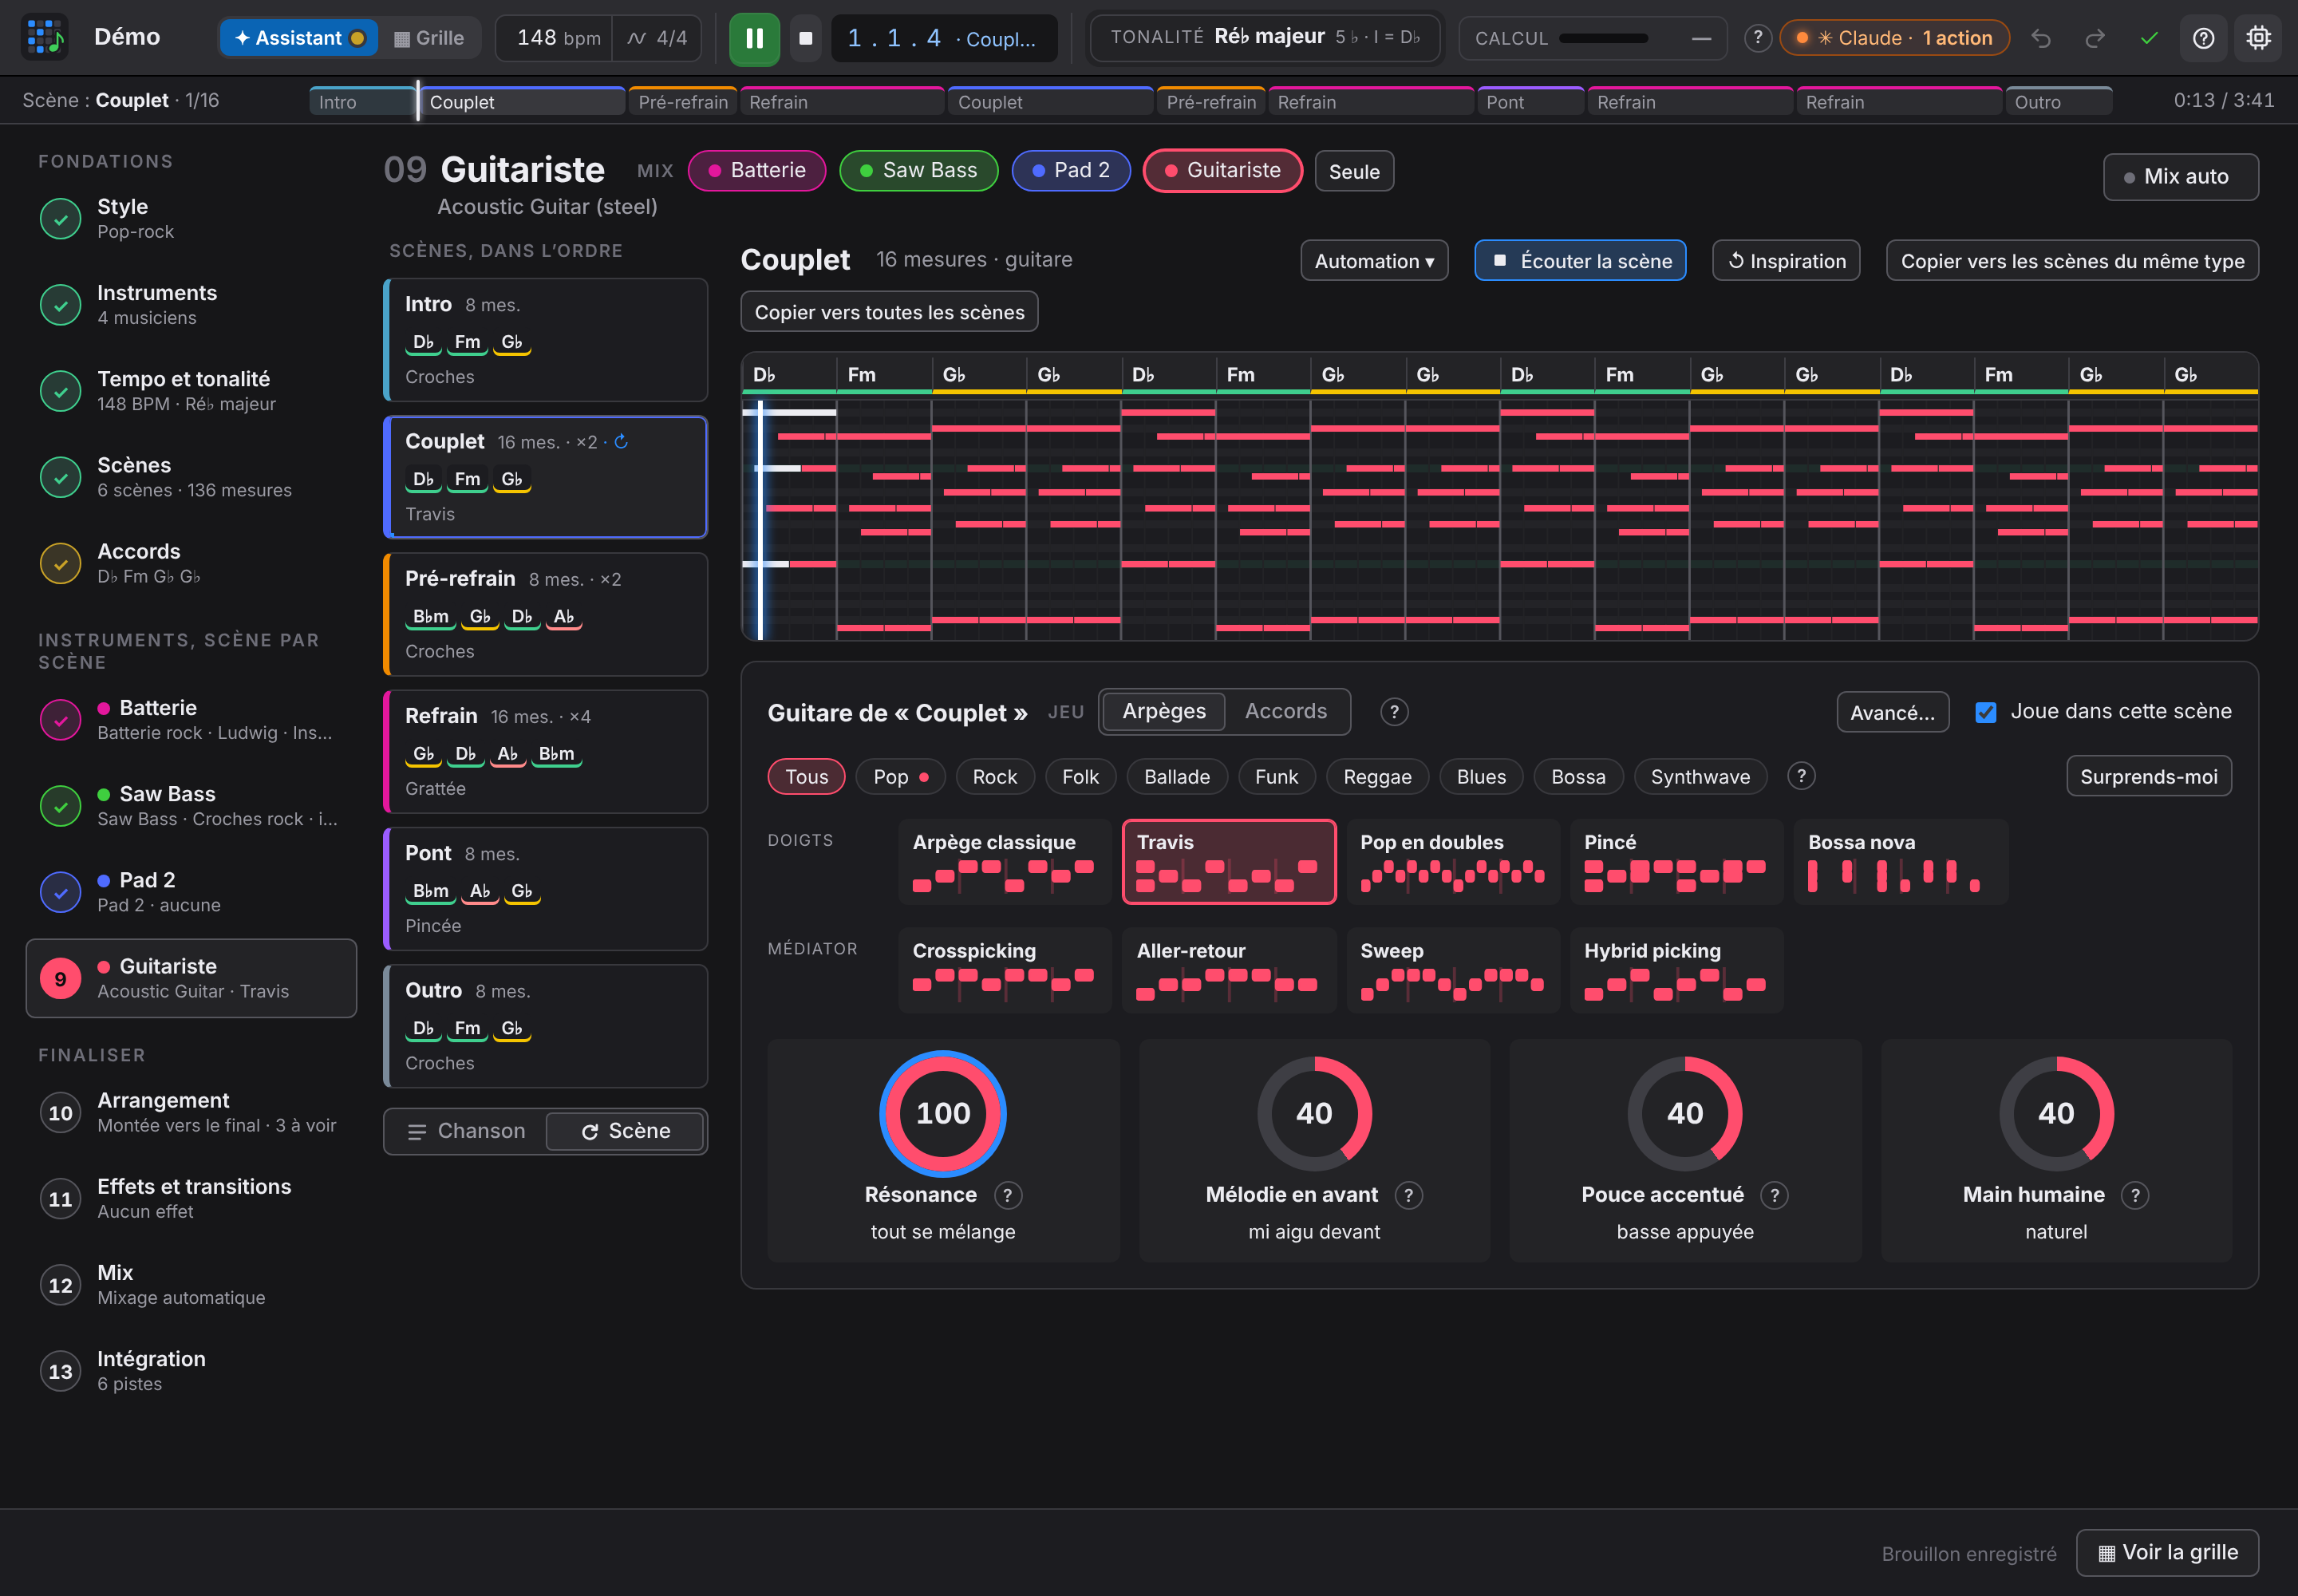 Démo
✦ Assistant
▦ Grille
148 bpm
4/4
1 . 1 . 1 . 4 · Coupl...
TONALITÉ Ré♭ majeur 5 ♭ · I = D♭
CALCUL —
?
✳ Claude · 1 action
Scène : Couplet · 1/16
Intro
Couplet
Pré-refrain
Refrain
Couplet
Pré-refrain
Refrain
Pont
Refrain
Refrain
Outro
0:13 / 3:41
FONDATIONS
Style
Pop-rock
Instruments
4 musiciens
Tempo et tonalité
148 BPM · Ré♭ majeur
Scènes
6 scènes · 136 mesures
Accords
D♭ Fm G♭ G♭
INSTRUMENTS, SCÈNE PAR
SCÈNE
Batterie
Batterie rock · Ludwig · Ins...
Saw Bass
Saw Bass · Croches rock · i...
Pad 2
Pad 2 · aucune
9
Guitariste
Acoustic Guitar · Travis
FINALISER
10
Arrangement
Montée vers le final · 3 à voir
11
Effets et transitions
Aucun effet
12
Mix
Mixage automatique
13
Intégration
6 pistes
09 Guitariste
Acoustic Guitar (steel)
MIX
Batterie
Saw Bass
Pad 2
Guitariste
Seule
Mix auto
SCÈNES, DANS L’ORDRE
Intro 8 mes.
D♭ Fm G♭
Croches
Couplet 16 mes. · ×2 · ↻
D♭ Fm G♭
Travis
Pré-refrain 8 mes. · ×2
B♭m G♭ D♭ A♭
Croches
Refrain 16 mes. · ×4
G♭ D♭ A♭ B♭m
Grattée
Pont 8 mes.
B♭m A♭ G♭
Pincée
Outro 8 mes.
D♭ Fm G♭
Croches
Chanson
Scène
Couplet 16 mesures · guitare
Automation ▾
Écouter la scène
Inspiration
Copier vers les scènes du même type
Copier vers toutes les scènes
D♭ Fm G♭ G♭ D♭ Fm G♭ G♭ D♭ Fm G♭ G♭ D♭ Fm G♭ G♭
Guitare de « Couplet »
JEU
Arpèges
Accords
?
Avancé...
Joue dans cette scène
Tous
Pop
Rock
Folk
Ballade
Funk
Reggae
Blues
Bossa
Synthwave
?
Surprends-moi
DOIGTS
Arpège classique
Travis
Pop en doubles
Pincé
Bossa nova
MÉDIATOR
Crosspicking
Aller-retour
Sweep
Hybrid picking
100
Résonance ?
tout se mélange
40
Mélodie en avant ?
mi aigu devant
40
Pouce accentué ?
basse appuyée
40
Main humaine ?
naturel
Brouillon enregistré
▦ Voir la grille